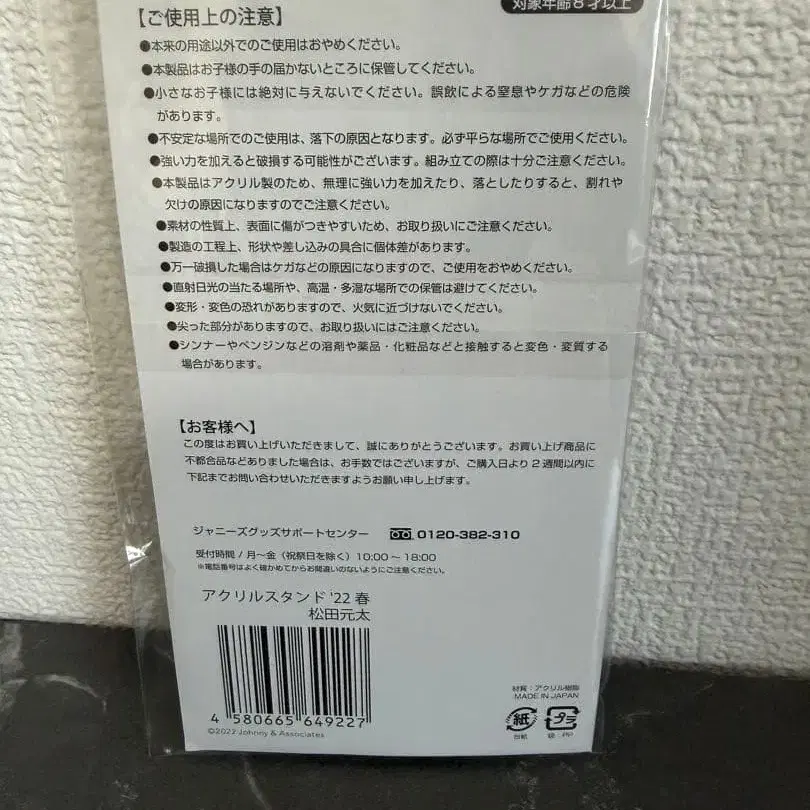 対象年齢8才以上
【ご使用上の注意】
●本来の用途以外でのご使用はおやめください。
●本製品はお子様の手の届かないところに保管してください。
●小さなお子様には絶対に与えないでください。誤飲による窒息やケガなどの危険
があります。
●不安定な場所でのご使用は、落下の原因となります。必ず平らな場所でご使用ください。
●強い力を加えると破損する可能性がございます。組み立ての際は十分ご注意ください。
●本製品はアクリル製のため、無理に強い力を加えたり、落としたりすると、割れや
欠けの原因になりますのでご注意ください。
●素材の性質上、表面に傷がつきやすいため、お取り扱いにご注意ください。
●製造の工程上、形状や差し込みの具合に個体差があります。
●万一破損した場合はケガなどの原因になりますので、ご使用をおやめください。
●直射日光の当たる場所や、高温・多湿な場所での保管は避けてください。
●変形・変色の恐れがありますので、火気に近づけないでください。
●尖った部分がありますので、お取り扱いにはご注意ください。
●シンナーやベンジンなどの溶剤や薬品・化粧品などと接触すると変色・変質する
場合があります。
【お客様へ】
この度はお買い上げいただきまして、誠にありがとうございます。お買い上げ商品に
不都合品などありました場合は、お手数ではございますが、ご購入日より2週間以内に
下記までお問い合わせいただきますようお願い申し上げます。
ジャニーズグッズサポートセンター 0120-382-310
受付時間/月〜金(祝祭日を除く)10:00〜18:00
※電話番号はよく確かめてからお間違いのないようにご注意ください。
アクリルスタンド '22 春
松田元太
4 580665 649227
©2022 Johnny & Associates
材質:アクリル樹脂
MADE IN JAPAN
紙 プラ
台紙 袋:PP